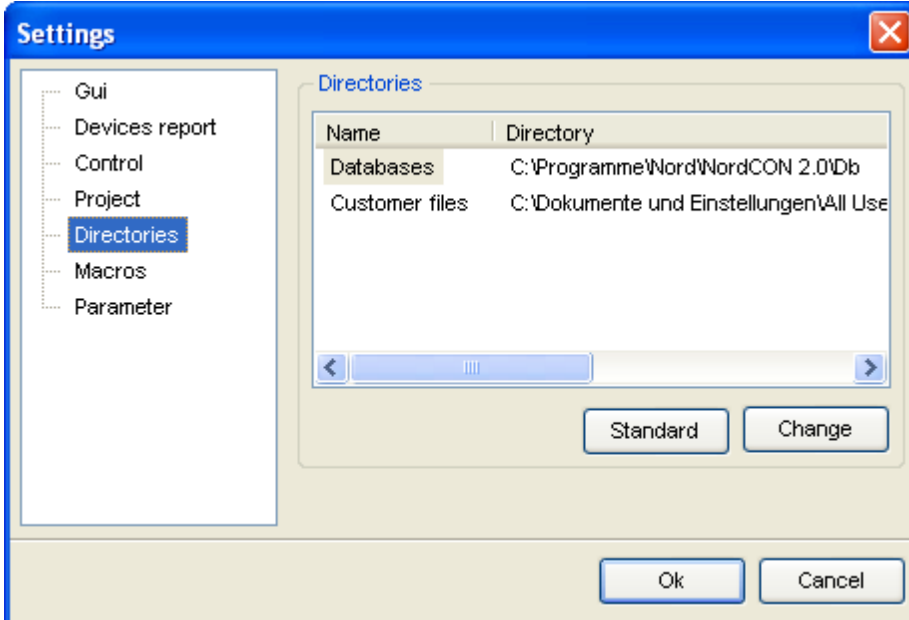 Settings
Gui
Devices report
Control
Project
Directories
Macros
Parameter
Directories
Name Directory
Databases C:\Programme\Nord\NordCON 2.0\Db
Customer files C:\Dokumente und Einstellungen\All Use
Standard Change
Ok Cancel